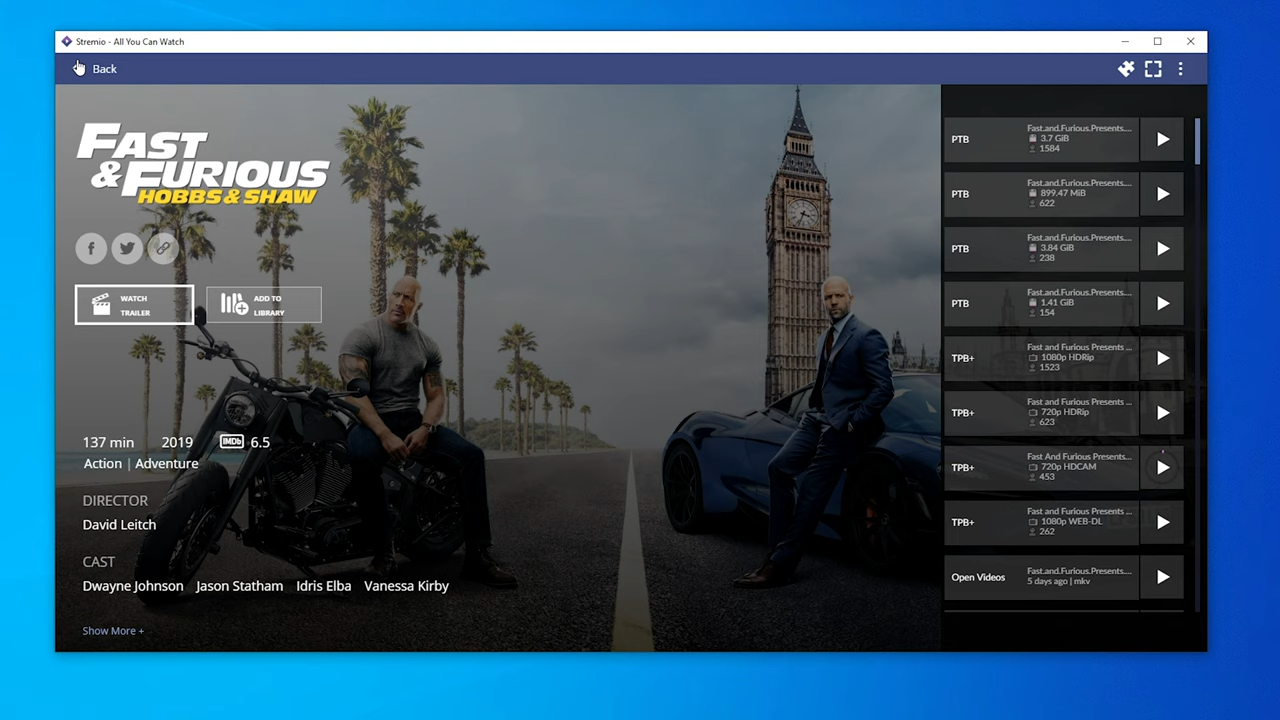 Stremio - All You Can Watch
Back
FAST
&FURIOUS
HOBBS & SHAW
WATCH
TRAILER
ADD TO
LIBRARY
137 min 2019 IMDb 6.5
Action | Adventure
DIRECTOR
David Leitch
CAST
Dwayne Johnson Jason Statham Idris Elba Vanessa Kirby
Show More +
PTB
Fast.and.Furious.Presents....
3.7 GiB
1584
PTB
Fast.and.Furious.Presents....
899.47 MiB
622
PTB
Fast.and.Furious.Presents....
3.84 GiB
238
PTB
Fast.and.Furious.Presents....
1.41 GiB
154
TPB+
Fast and Furious Presents ...
1080p HDRip
1523
TPB+
Fast and Furious Presents ...
720p HDRip
623
TPB+
Fast And Furious Presents...
720p HDCAM
453
TPB+
Fast and Furious Presents ...
1080p WEB-DL
262
Open Videos
Fast.and.Furious.Presents....
5 days ago | mkv